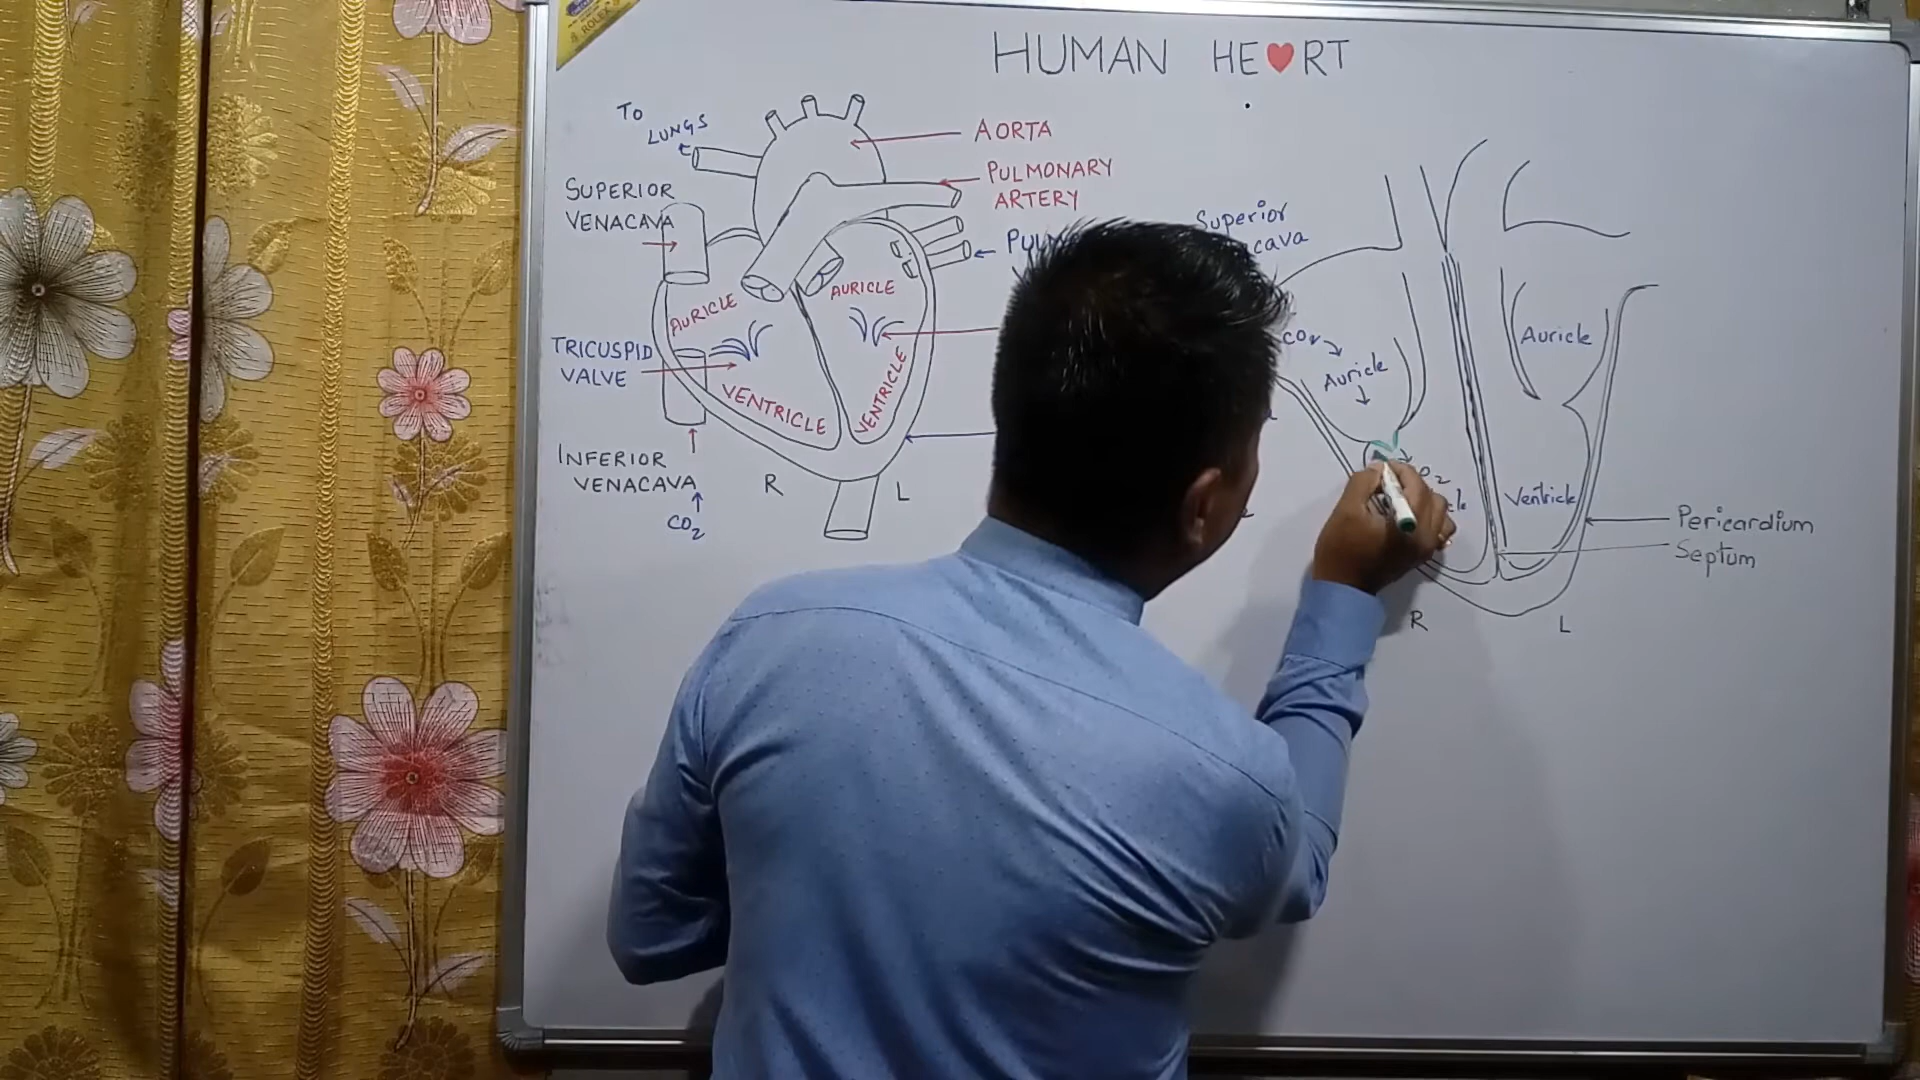 ROLEX
HUMAN HE❤RT
TO
LUNGS
AORTA
PULMONARY
ARTERY
SUPERIOR
VENACAVA
AURICLE
AURICLE
TRICUSPID
VALVE
VENTRICLE
VENTRICLE
INFERIOR
VENACAVA
CO2
R
L
Superior
Auricle
Auricle
Ventricle
Pericardium
Septum
R
L